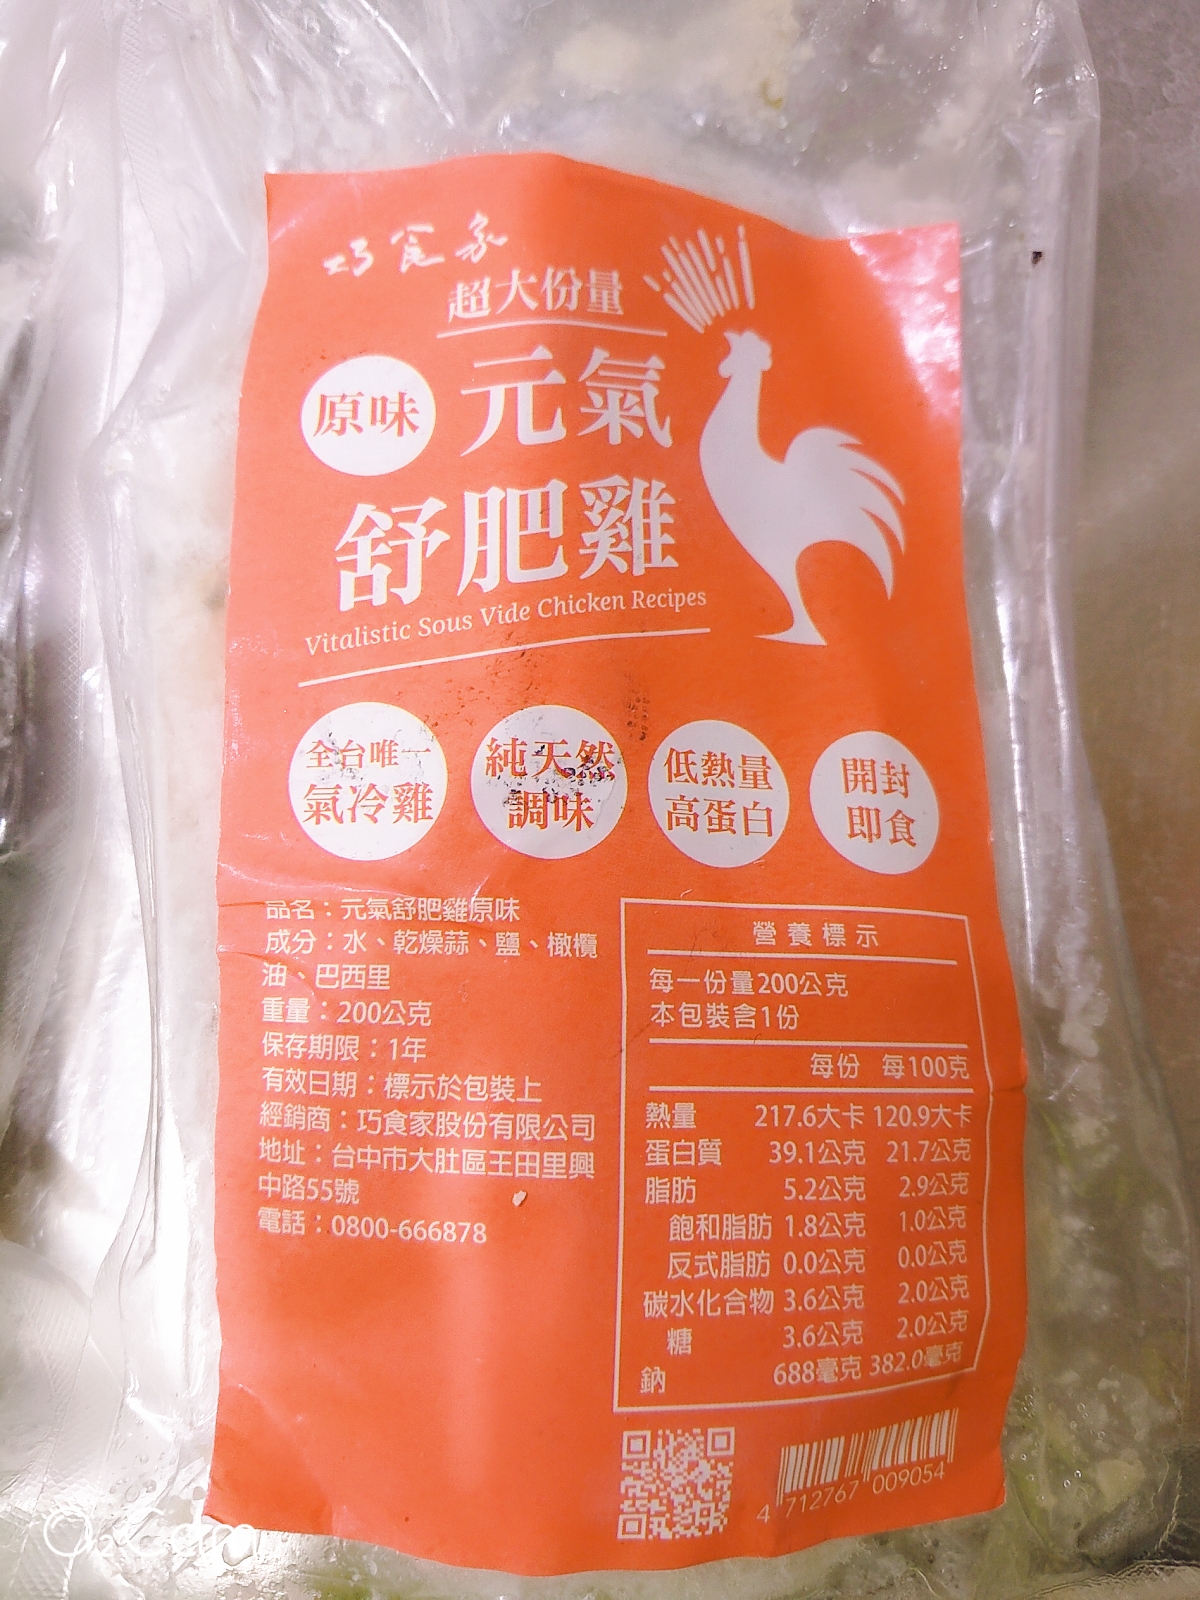 巧食家
超大份量
原味
元氣
舒肥雞
Vitalistic Sous Vide Chicken Recipes
全台唯一
氣冷雞
純天然
調味
低熱量
高蛋白
開封
即食
品名：元氣舒肥雞原味
成分：水、乾燥蒜、鹽、橄欖
油、巴西里
重量：200公克
保存期限：1年
有效日期：標示於包裝上
經銷商：巧食家股份有限公司
地址：台中市大肚區王田里興
中路55號
電話：0800-666878
營養標示
每一份量200公克
本包裝含1份
每份 每100克
熱量 217.6大卡 120.9大卡
蛋白質 39.1公克 21.7公克
脂肪 5.2公克 2.9公克
飽和脂肪 1.8公克 1.0公克
反式脂肪 0.0公克 0.0公克
碳水化合物 3.6公克 2.0公克
糖 3.6公克 2.0公克
鈉 688毫克 382.0毫克
4 712767 009054